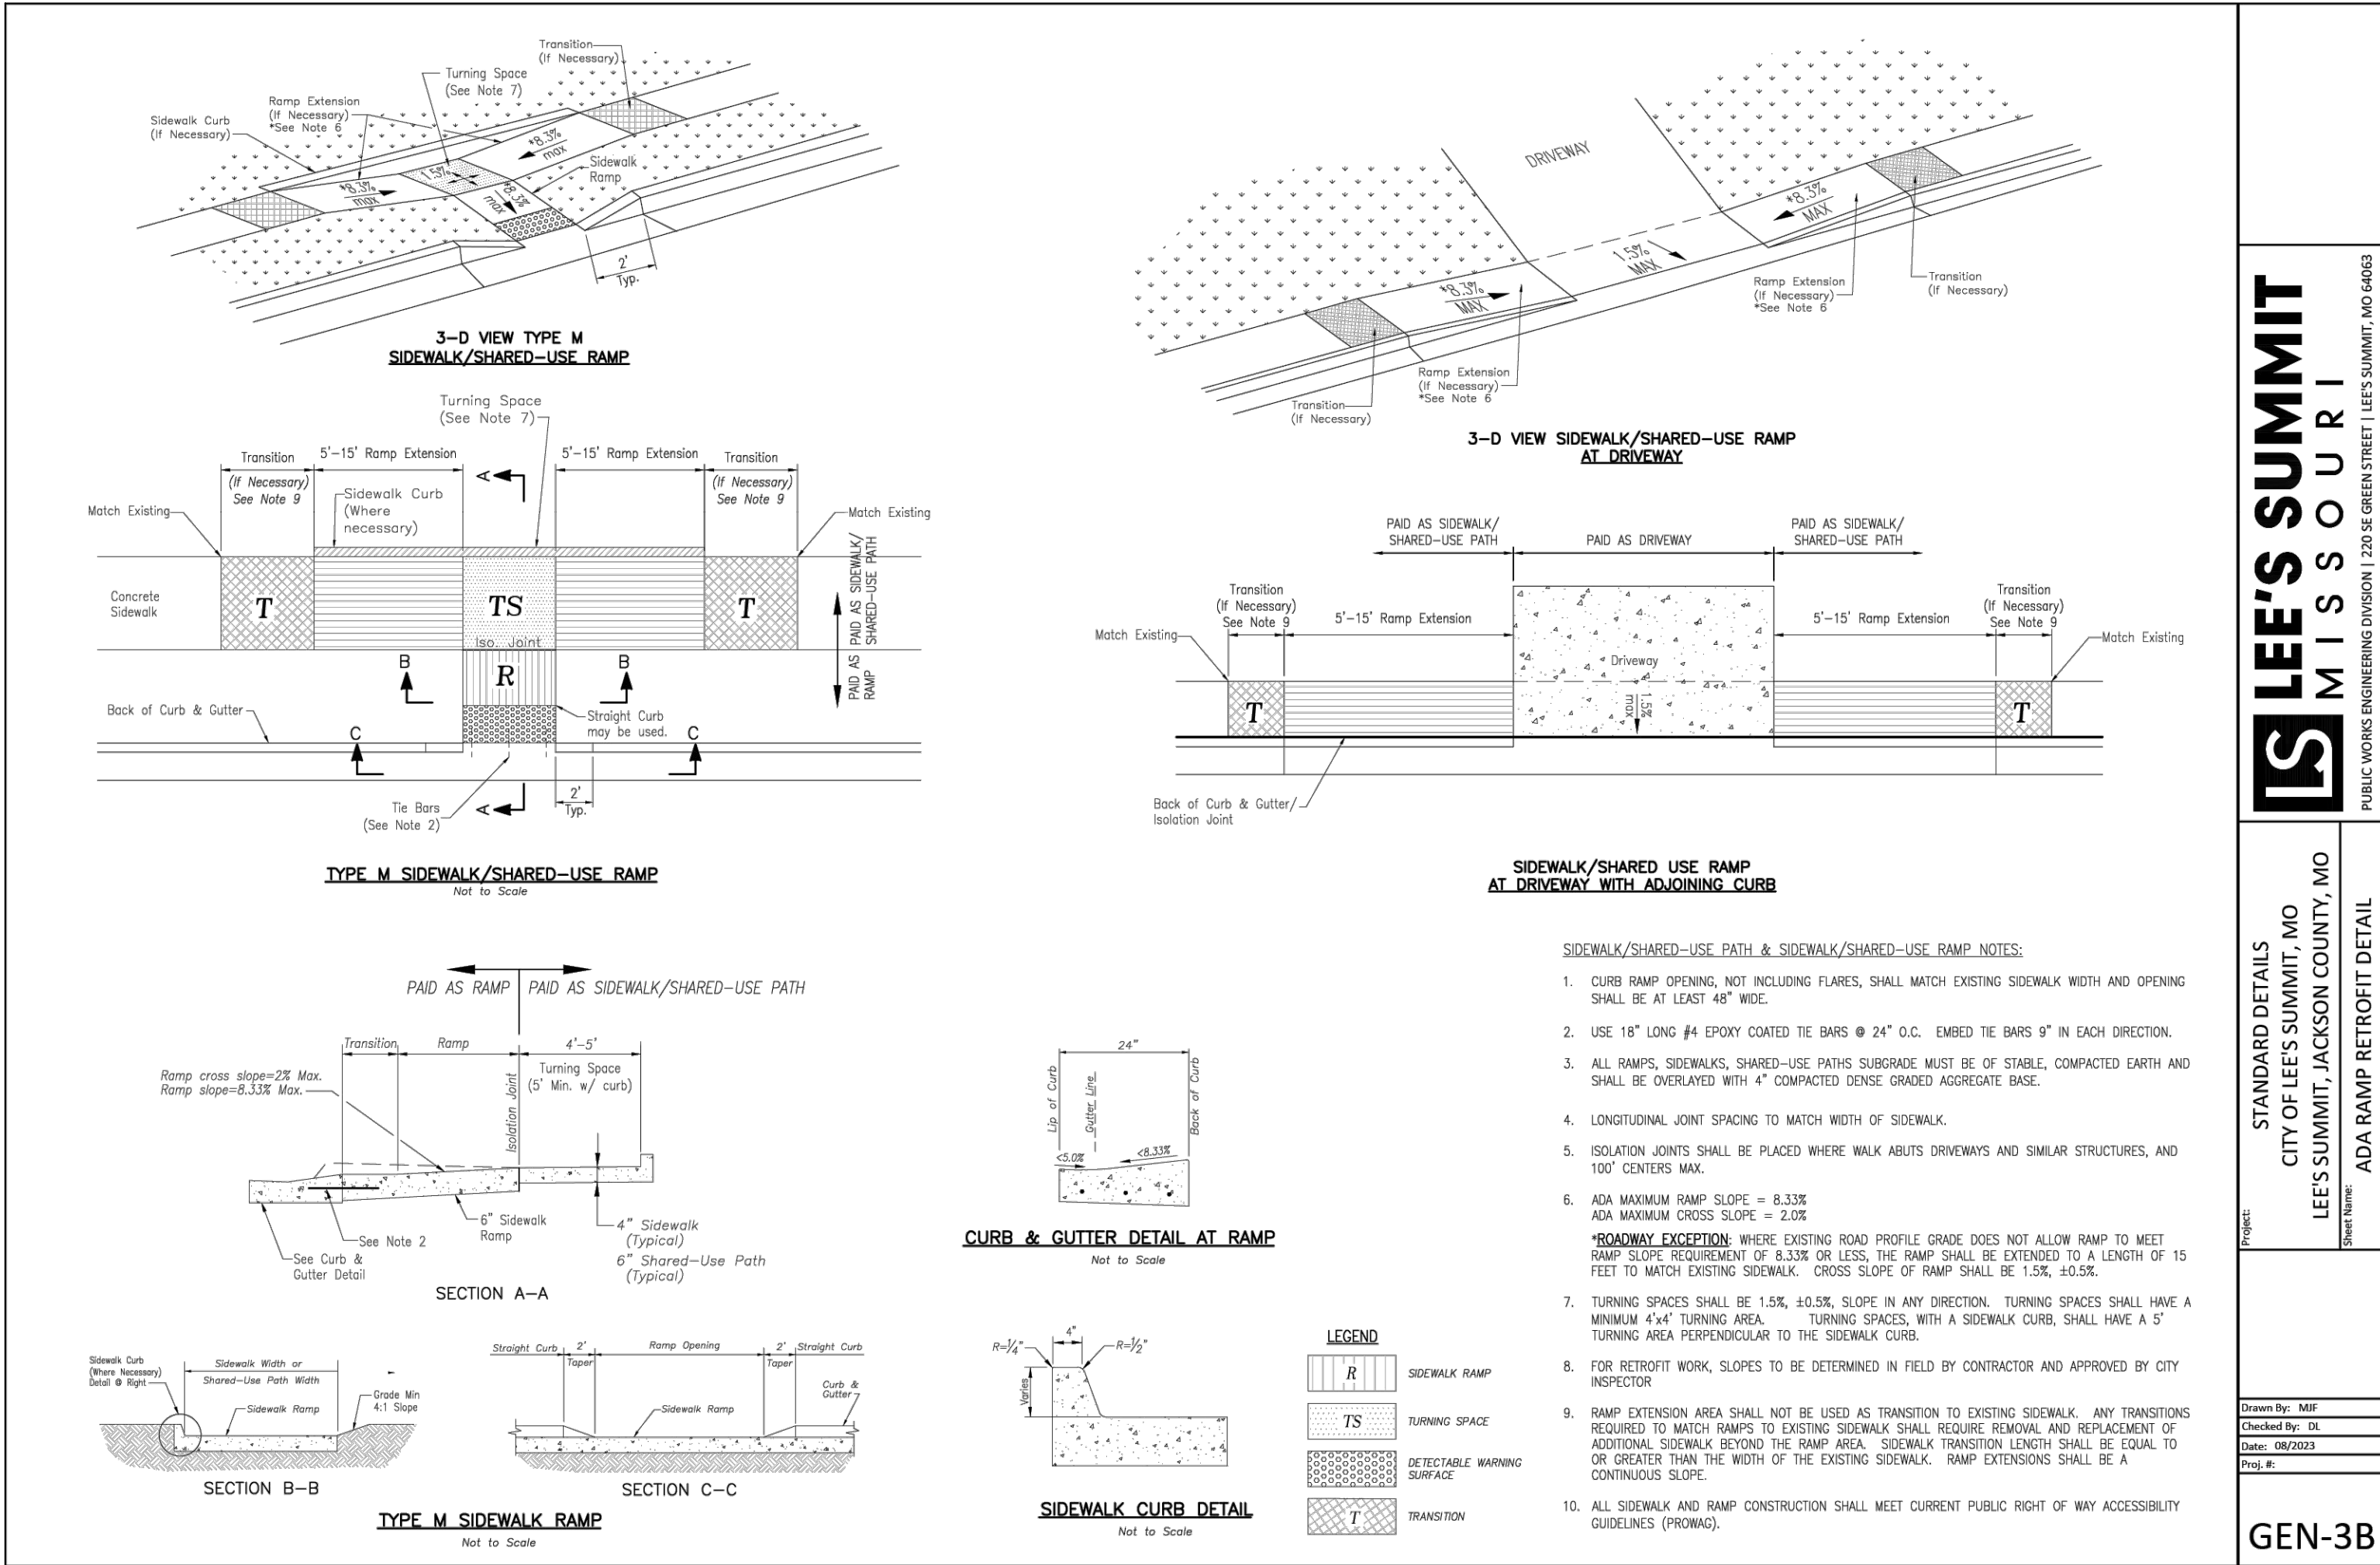 Transition
(If Necessary)
Turning Space
(See Note 7)
Ramp Extension
(If Necessary)
*See Note 6
Sidewalk Curb
(If Necessary)
*8.3%
max
1.5%
*8.3%
max
*8.3%
max
Sidewalk
Ramp
2'
Typ.
3-D VIEW TYPE M
SIDEWALK/SHARED-USE RAMP
DRIVEWAY
*8.3%
MAX
1.5%
MAX
*8.3%
MAX
Ramp Extension
(If Necessary)
*See Note 6
Transition
(If Necessary)
Ramp Extension
(If Necessary)
*See Note 6
Transition
(If Necessary)
3-D VIEW SIDEWALK/SHARED-USE RAMP
AT DRIVEWAY
Turning Space
(See Note 7)
Transition
(If Necessary)
See Note 9
5'-15' Ramp Extension
A
5'-15' Ramp Extension
Transition
(If Necessary)
See Note 9
Sidewalk Curb
(Where
necessary)
Match Existing
Match Existing
Concrete
Sidewalk
T
TS
T
Iso. Joint
R
B
B
PAID AS SIDEWALK/
SHARED-USE PATH
PAID AS
RAMP
Back of Curb & Gutter
Straight Curb
may be used.
C
C
Tie Bars
(See Note 2)
A
2'
Typ.
TYPE M SIDEWALK/SHARED-USE RAMP
Not to Scale
PAID AS SIDEWALK/
SHARED-USE PATH
PAID AS DRIVEWAY
PAID AS SIDEWALK/
SHARED-USE PATH
Transition
(If Necessary)
See Note 9
5'-15' Ramp Extension
5'-15' Ramp Extension
Transition
(If Necessary)
See Note 9
Match Existing
Match Existing
Driveway
T
1.5%
max
T
Back of Curb & Gutter/
Isolation Joint
SIDEWALK/SHARED USE RAMP
AT DRIVEWAY WITH ADJOINING CURB
PAID AS RAMP
PAID AS SIDEWALK/SHARED-USE PATH
Transition
Ramp
4'-5'
Turning Space
(5' Min. w/ curb)
Isolation Joint
Ramp cross slope=2% Max.
Ramp slope=8.33% Max.
6" Sidewalk
Ramp
See Note 2
See Curb &
Gutter Detail
4" Sidewalk
(Typical)
6" Shared-Use Path
(Typical)
SECTION A-A
24"
Lip of Curb
Gutter Line
Back of Curb
<5.0%
<8.33%
CURB & GUTTER DETAIL AT RAMP
Not to Scale
Sidewalk Curb
(Where Necessary)
Detail @ Right
Sidewalk Width or
Shared-Use Path Width
Sidewalk Ramp
Grade Min
4:1 Slope
SECTION B-B
Straight Curb
2'
Taper
Ramp Opening
2'
Taper
Straight Curb
Curb &
Gutter
Sidewalk Ramp
SECTION C-C
TYPE M SIDEWALK RAMP
Not to Scale
4"
R=1/4"
R=1/2"
Varies
SIDEWALK CURB DETAIL
Not to Scale
LEGEND
R
SIDEWALK RAMP
TS
TURNING SPACE
DETECTABLE WARNING
SURFACE
T
TRANSITION
SIDEWALK/SHARED-USE PATH & SIDEWALK/SHARED-USE RAMP NOTES:
1. CURB RAMP OPENING, NOT INCLUDING FLARES, SHALL MATCH EXISTING SIDEWALK WIDTH AND OPENING
SHALL BE AT LEAST 48" WIDE.
2. USE 18" LONG #4 EPOXY COATED TIE BARS @ 24" O.C. EMBED TIE BARS 9" IN EACH DIRECTION.
3. ALL RAMPS, SIDEWALKS, SHARED-USE PATHS SUBGRADE MUST BE OF STABLE, COMPACTED EARTH AND
SHALL BE OVERLAYED WITH 4" COMPACTED DENSE GRADED AGGREGATE BASE.
4. LONGITUDINAL JOINT SPACING TO MATCH WIDTH OF SIDEWALK.
5. ISOLATION JOINTS SHALL BE PLACED WHERE WALK ABUTS DRIVEWAYS AND SIMILAR STRUCTURES, AND
100' CENTERS MAX.
6. ADA MAXIMUM RAMP SLOPE = 8.33%
ADA MAXIMUM CROSS SLOPE = 2.0%
*ROADWAY EXCEPTION: WHERE EXISTING ROAD PROFILE GRADE DOES NOT ALLOW RAMP TO MEET
RAMP SLOPE REQUIREMENT OF 8.33% OR LESS, THE RAMP SHALL BE EXTENDED TO A LENGTH OF 15
FEET TO MATCH EXISTING SIDEWALK. CROSS SLOPE OF RAMP SHALL BE 1.5%, ±0.5%.
7. TURNING SPACES SHALL BE 1.5%, ±0.5%, SLOPE IN ANY DIRECTION. TURNING SPACES SHALL HAVE A
MINIMUM 4'x4' TURNING AREA. TURNING SPACES, WITH A SIDEWALK CURB, SHALL HAVE A 5'
TURNING AREA PERPENDICULAR TO THE SIDEWALK CURB.
8. FOR RETROFIT WORK, SLOPES TO BE DETERMINED IN FIELD BY CONTRACTOR AND APPROVED BY CITY
INSPECTOR
9. RAMP EXTENSION AREA SHALL NOT BE USED AS TRANSITION TO EXISTING SIDEWALK. ANY TRANSITIONS
REQUIRED TO MATCH RAMPS TO EXISTING SIDEWALK SHALL REQUIRE REMOVAL AND REPLACEMENT OF
ADDITIONAL SIDEWALK BEYOND THE RAMP AREA. SIDEWALK TRANSITION LENGTH SHALL BE EQUAL TO
OR GREATER THAN THE WIDTH OF THE EXISTING SIDEWALK. RAMP EXTENSIONS SHALL BE A
CONTINUOUS SLOPE.
10. ALL SIDEWALK AND RAMP CONSTRUCTION SHALL MEET CURRENT PUBLIC RIGHT OF WAY ACCESSIBILITY
GUIDELINES (PROWAG).
LS
LEE'S SUMMIT
MISSOURI
PUBLIC WORKS ENGINEERING DIVISION | 220 SE GREEN STREET | LEE'S SUMMIT, MO 64063
Project:
STANDARD DETAILS
CITY OF LEE'S SUMMIT, MO
LEE'S SUMMIT, JACKSON COUNTY, MO
Sheet Name:
ADA RAMP RETROFIT DETAIL
Drawn By: MJF
Checked By: DL
Date: 08/2023
Proj. #:
GEN-3B